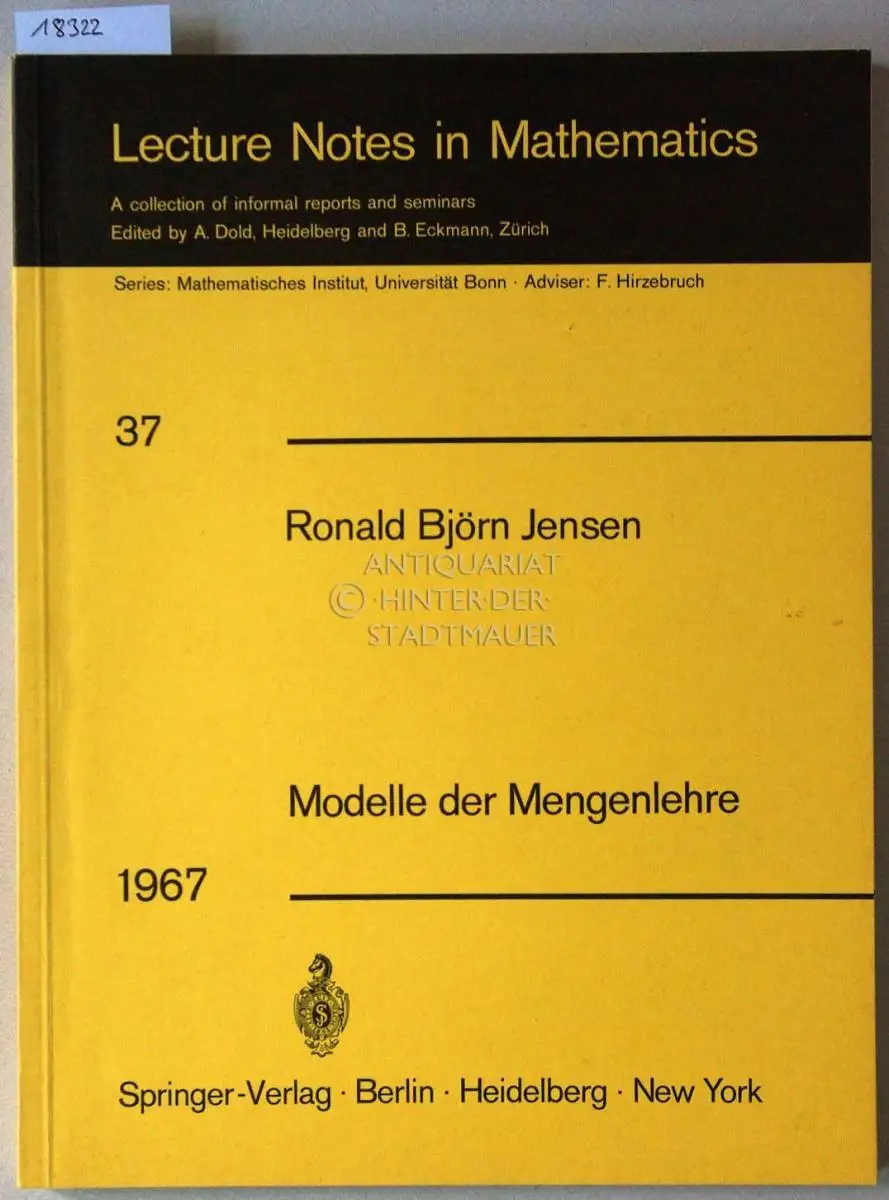 18322
Lecture Notes in Mathematics
A collection of informal reports and seminars
Edited by A. Dold, Heidelberg and B. Eckmann, Zürich
Series: Mathematisches Institut, Universität Bonn · Adviser: F. Hirzebruch
37
Ronald Björn Jensen
ANTIQUARIAT
© ·HINTER·DER·
STADTMAUER
Modelle der Mengenlehre
1967
Springer-Verlag · Berlin · Heidelberg · New York